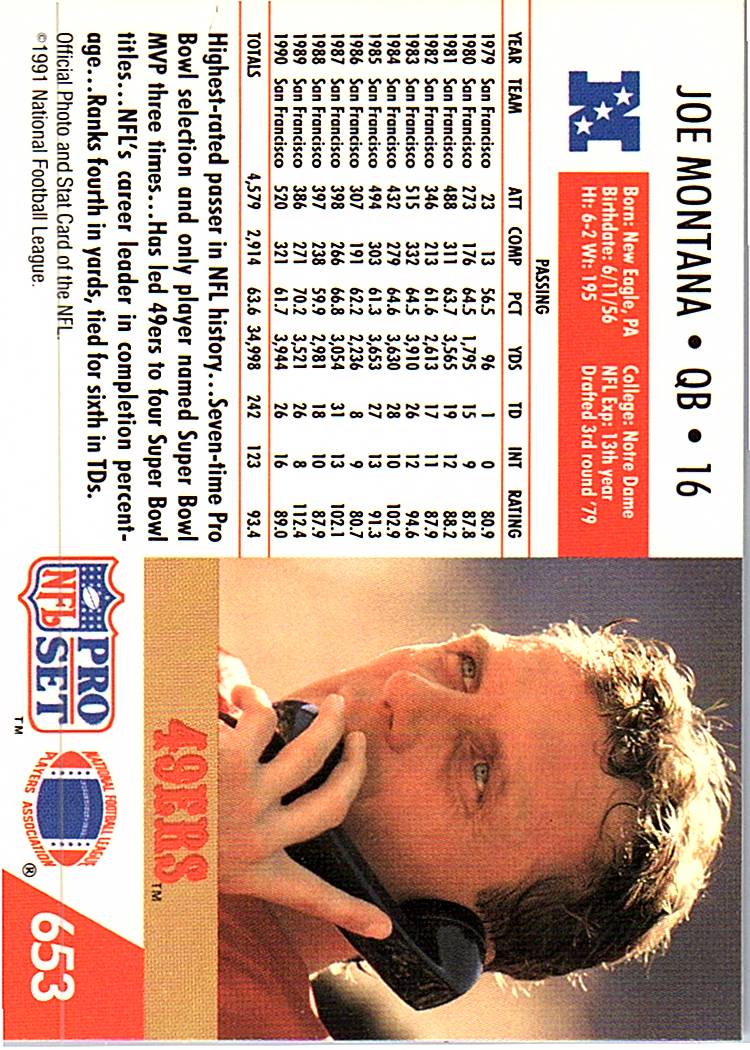 JOE MONTANA • QB • 16
Born: New Eagle, PA College: Notre Dame
Birthdate: 6/11/56 NFL Exp: 13th year
Ht: 6-2 Wt: 195 Drafted 3rd round '79
N
PASSING
YEAR TEAM ATT COMP PCT YDS TD INT RATING
1979 San Francisco 23 13 56.5 96 1 0 80.9
1980 San Francisco 273 176 64.5 1,795 15 9 87.8
1981 San Francisco 488 311 63.7 3,565 19 12 88.2
1982 San Francisco 346 213 61.6 2,613 17 11 87.9
1983 San Francisco 515 332 64.5 3,910 26 12 94.6
1984 San Francisco 432 279 64.6 3,630 28 10 102.9
1985 San Francisco 494 303 61.3 3,653 27 13 91.3
1986 San Francisco 307 191 62.2 2,236 8 9 80.7
1987 San Francisco 398 266 66.8 3,054 31 13 102.1
1988 San Francisco 397 238 59.9 2,981 18 10 87.9
1989 San Francisco 386 271 70.2 3,521 26 8 112.4
1990 San Francisco 520 321 61.7 3,944 26 16 89.0
TOTALS 4,579 2,914 63.6 34,998 242 123 93.4
Highest-rated passer in NFL history...Seven-time Pro
Bowl selection and only player named Super Bowl
MVP three times...Has led 49ers to four Super Bowl
titles...NFL's career leader in completion percent-
age...Ranks fourth in yards, tied for sixth in TDs.
Official Photo and Stat Card of the NFL.
©1991 National Football League.
49ERS™
PRO
SET
NFL
™
NATIONAL FOOTBALL LEAGUE
PLAYERS ASSOCIATION
®
653